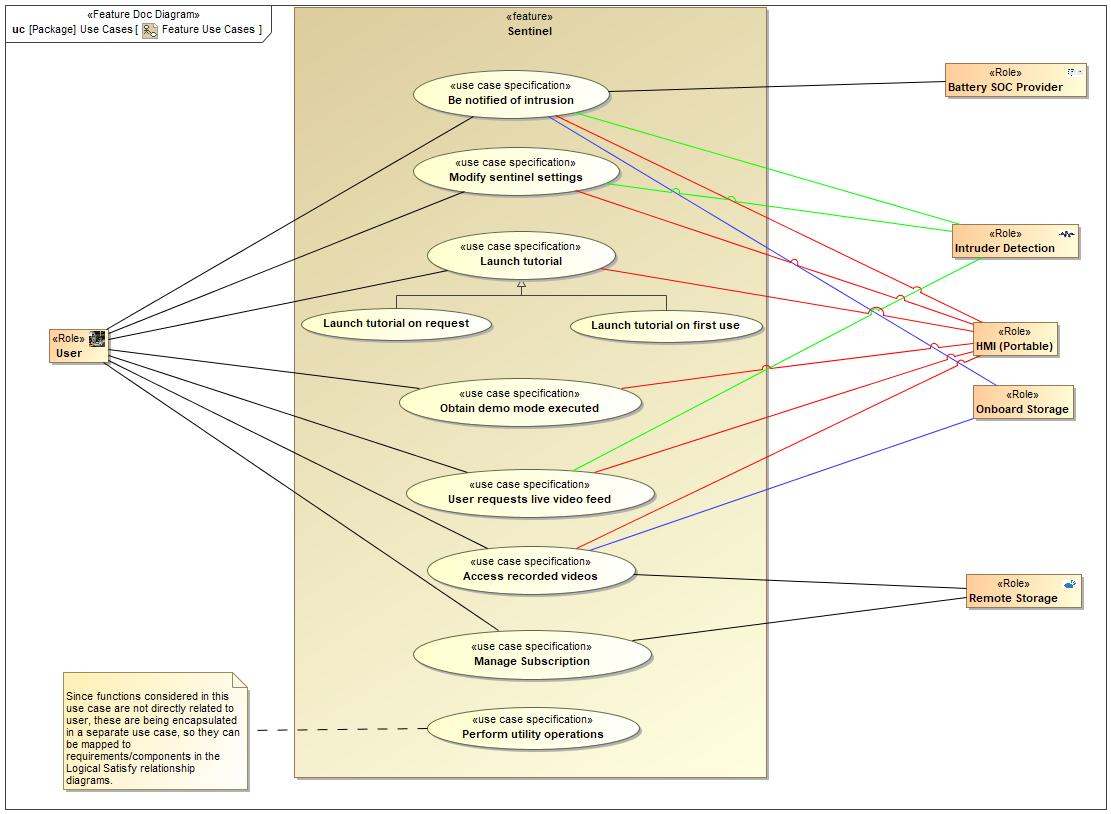 «Feature Doc Diagram»
uc [Package] Use Cases [ Feature Use Cases ]
«feature»
Sentinel
«use case specification»
Be notified of intrusion
«Role»
Battery SOC Provider
«use case specification»
Modify sentinel settings
«Role»
Intruder Detection
«use case specification»
Launch tutorial
Launch tutorial on request
Launch tutorial on first use
«Role»
User
«Role»
HMI (Portable)
«use case specification»
Obtain demo mode executed
«Role»
Onboard Storage
«use case specification»
User requests live video feed
«use case specification»
Access recorded videos
«Role»
Remote Storage
«use case specification»
Manage Subscription
«use case specification»
Perform utility operations
Since functions considered in this
use case are not directly related to
user, these are being encapsulated
in a separate use case, so they can
be mapped to
requirements/components in the
Logical Satisfy relationship
diagrams.